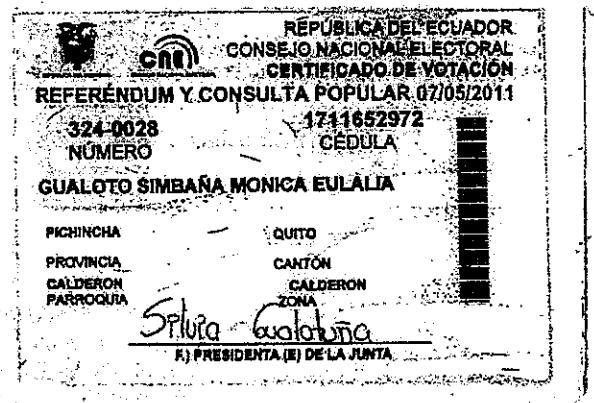 REPÚBLICA DEL ECUADOR
CNE
CONSEJO NACIONAL ELECTORAL
CERTIFICADO DE VOTACIÓN
REFERÉNDUM Y CONSULTA POPULAR 07/05/2011
324-0028 1711652972
NÚMERO CÉDULA
GUALOTO SIMBAÑA MONICA EULALIA
PICHINCHA QUITO
PROVINCIA CANTÓN
CALDERON CALDERON
PARROQUIA ZONA
F.) PRESIDENTA (E) DE LA JUNTA